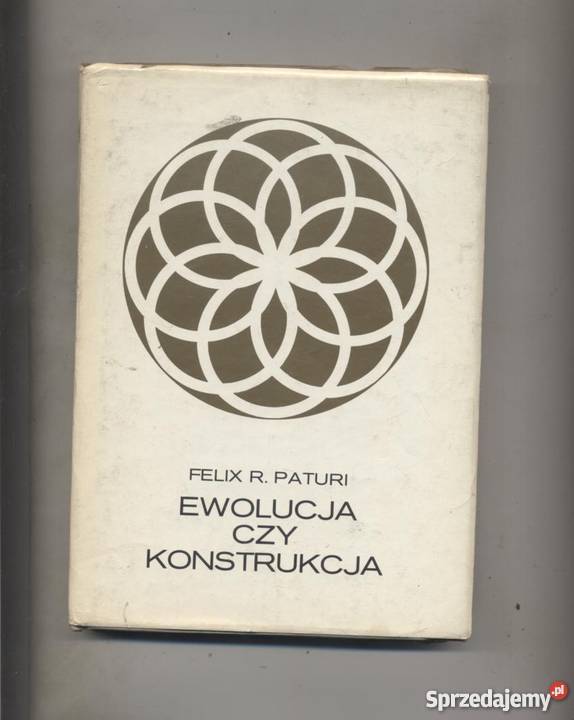 FELIX R. PATURI
EWOLUCJA
CZY
KONSTRUKCJA
Sprzedajemy.pl